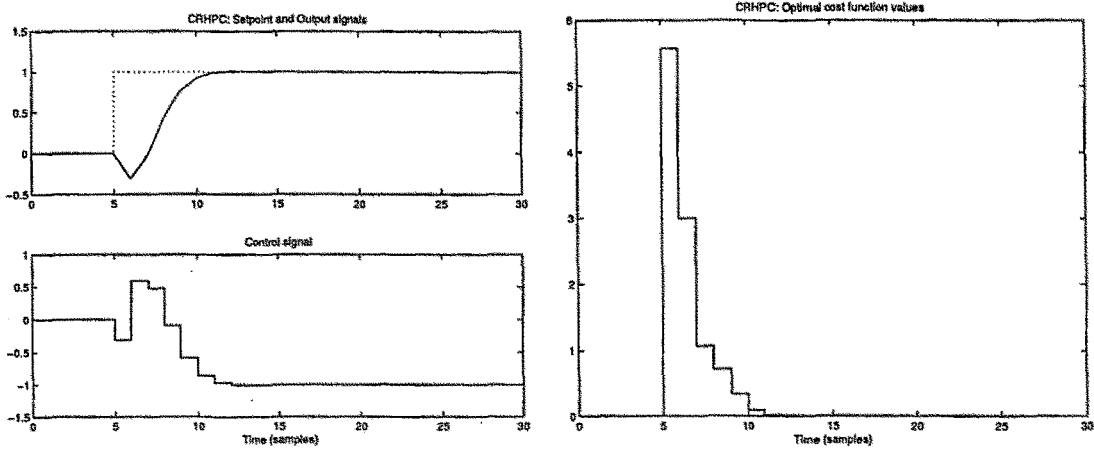 CRHPC: Setpoint and Output signals
1.5
1
0.5
0
-0.5
0 5 10 15 20 25 30
Control signal
1
0.5
0
-0.5
-1
-1.5
0 5 10 15 20 25 30
Time (samples)
CRHPC: Optimal cost function values
6
5
4
3
2
1
0
0 5 10 15 20 25 30
Time (samples)